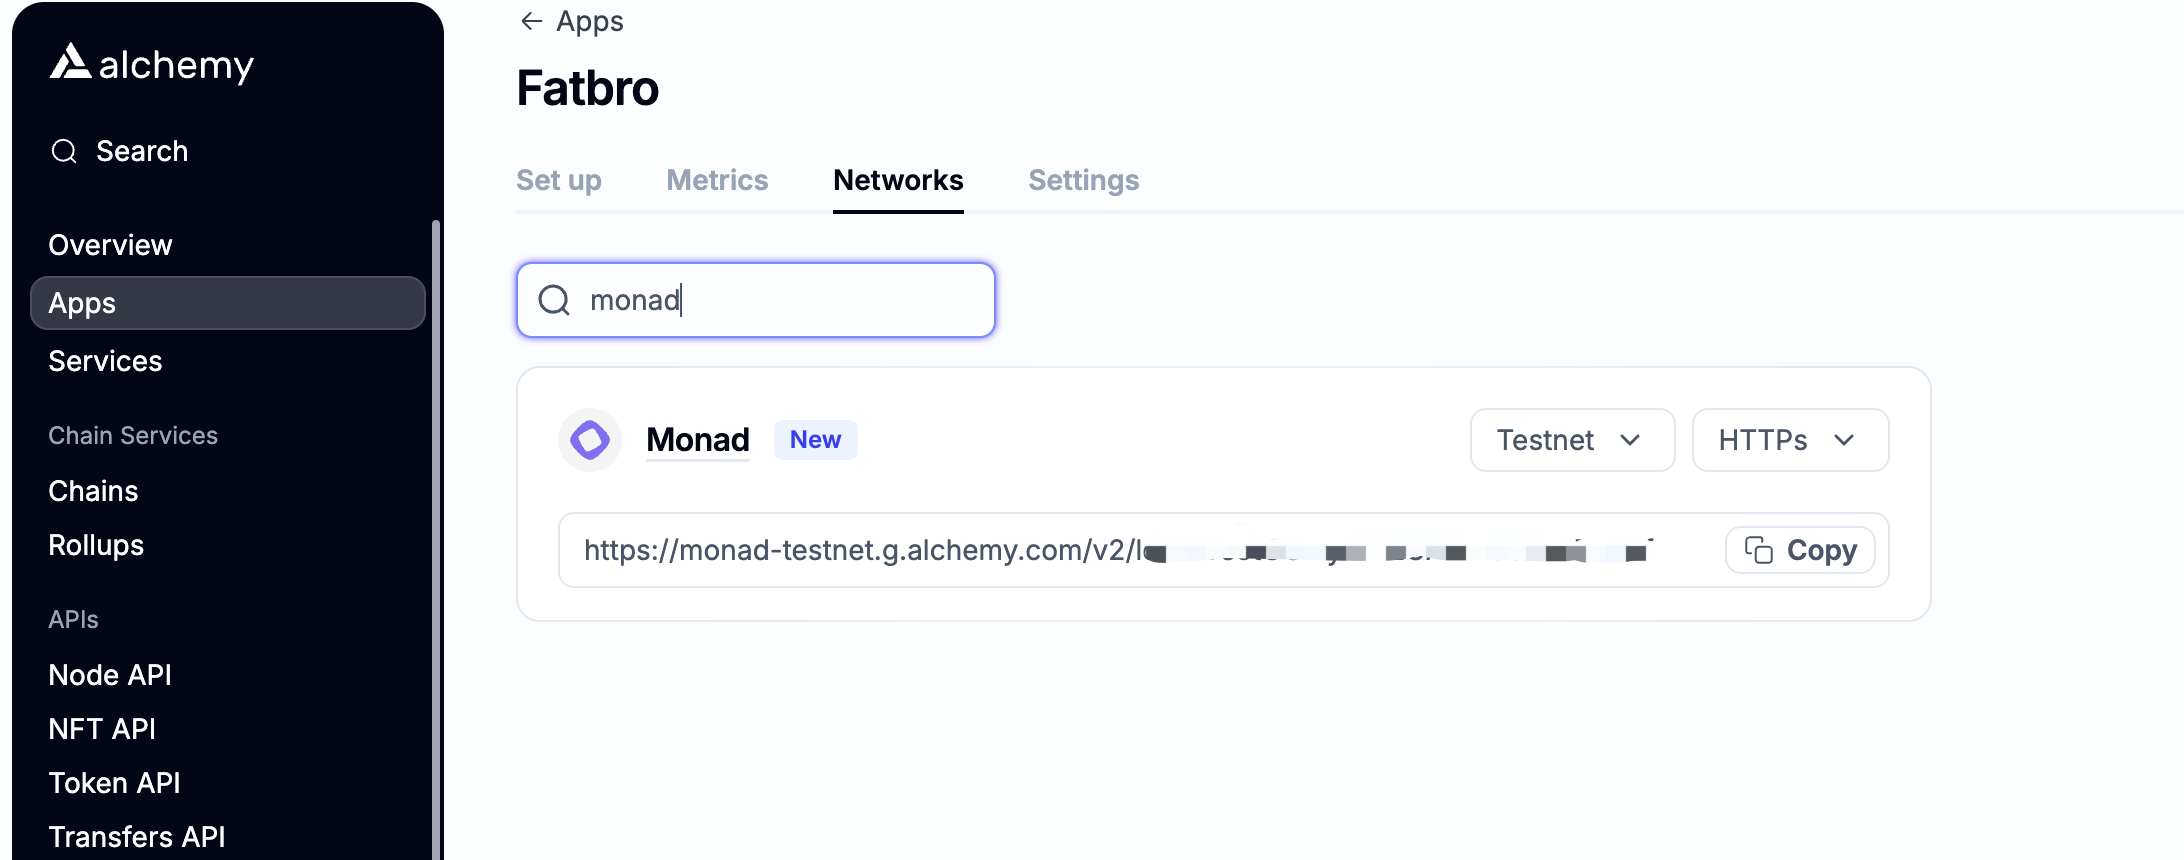 alchemy
Search
Overview
Apps
Services
Chain Services
Chains
Rollups
APIs
Node API
NFT API
Token API
Transfers API
← Apps
Fatbro
Set up Metrics Networks Settings
monad
Monad New Testnet HTTPs
https://monad-testnet.g.alchemy.com/v2/
Copy